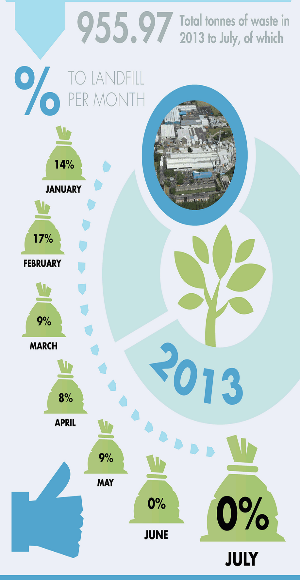 955.97 Total tonnes of waste in
2013 to July, of which
% TO LANDFILL
PER MONTH
14%
JANUARY
17%
FEBRUARY
9%
MARCH
8%
APRIL
9%
MAY
0%
JUNE
0%
JULY
2013